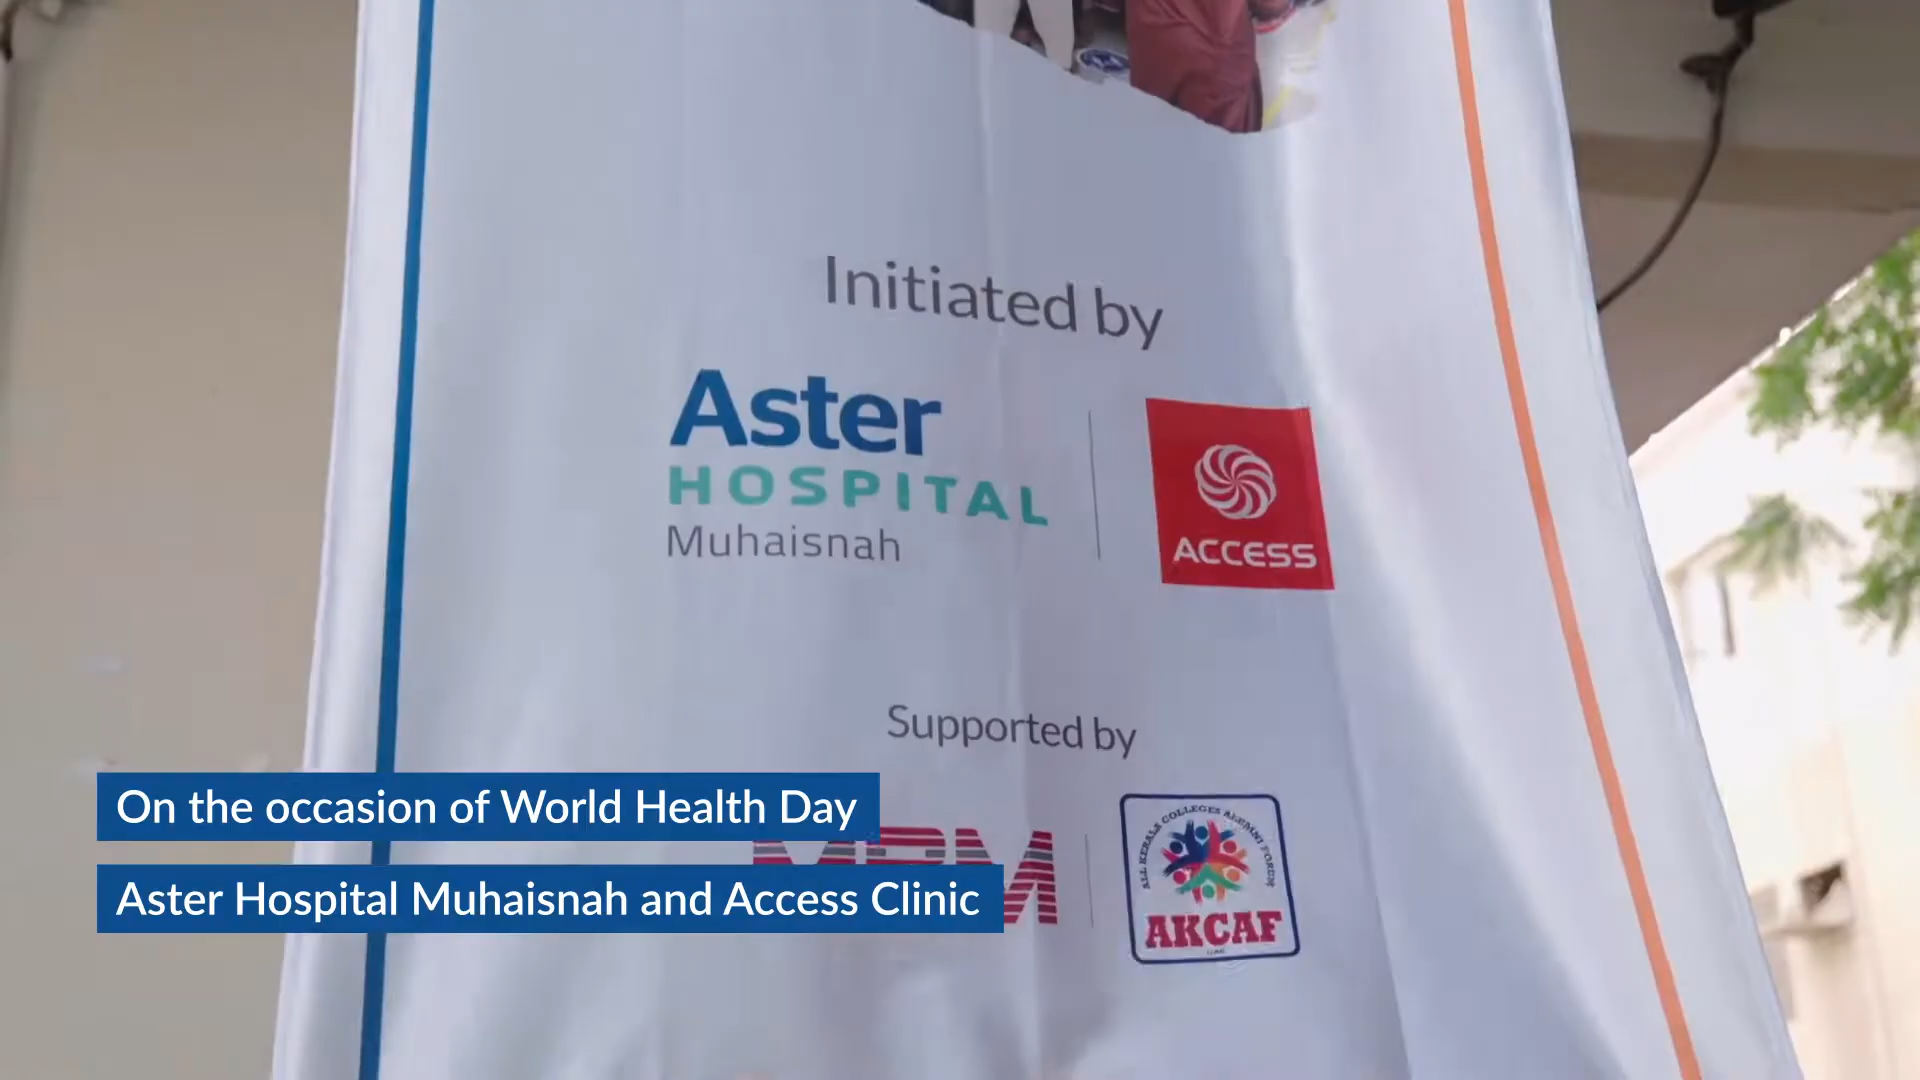 Initiated by
Aster
HOSPITAL
Muhaisnah
ACCESS
Supported by
ALL KERALA COLLEGES ALUMNI FORUM
AKCAF
On the occasion of World Health Day
Aster Hospital Muhaisnah and Access Clinic